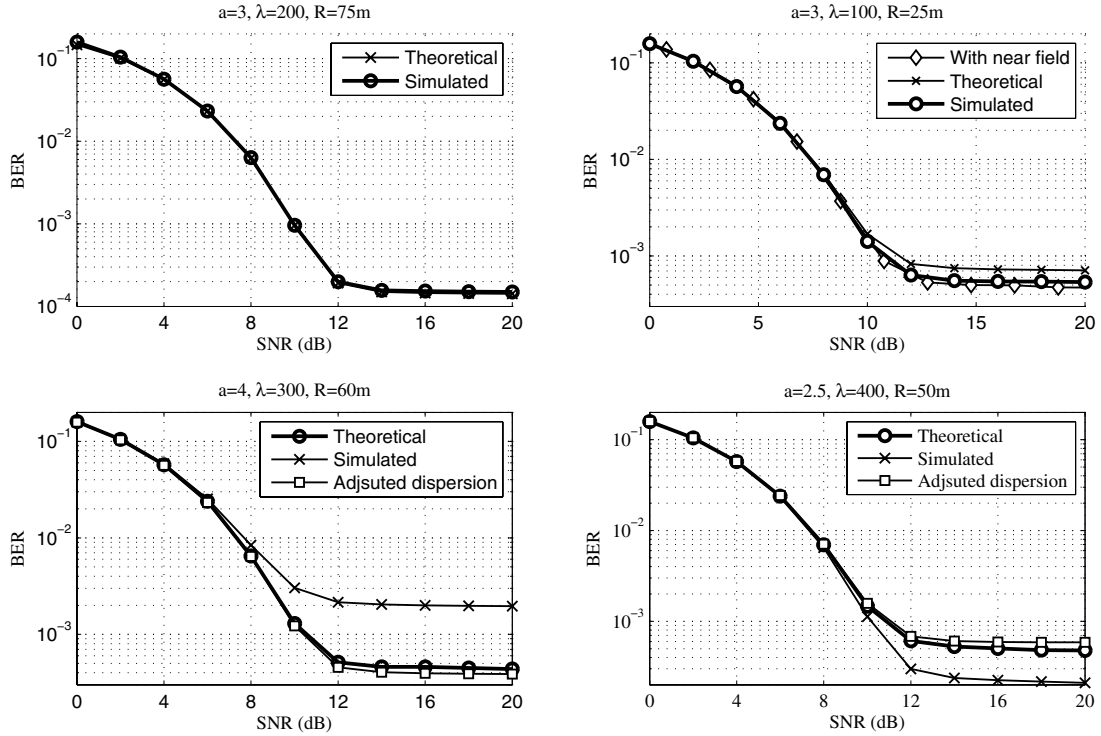 a=3, λ=200, R=75m
10⁻¹
10⁻²
10⁻³
10⁻⁴
BER
Theoretical
Simulated
0 4 8 12 16 20
SNR (dB)
a=3, λ=100, R=25m
10⁻¹
10⁻²
10⁻³
BER
With near field
Theoretical
Simulated
0 5 10 15 20
SNR (dB)
a=4, λ=300, R=60m
10⁻¹
10⁻²
10⁻³
BER
Theoretical
Simulated
Adjsuted dispersion
0 4 8 12 16 20
SNR (dB)
a=2.5, λ=400, R=50m
10⁻¹
10⁻²
10⁻³
BER
Theoretical
Simulated
Adjsuted dispersion
0 4 8 12 16 20
SNR (dB)